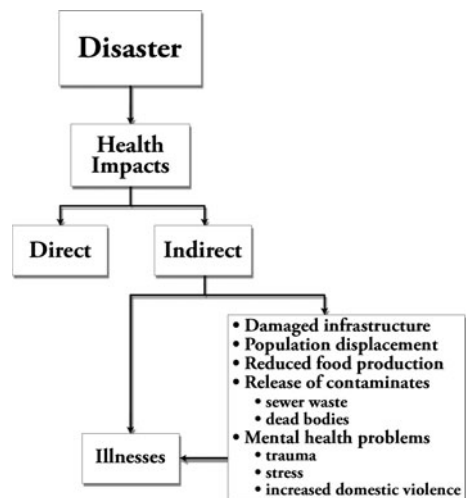 Disaster
Health
Impacts
Direct
Indirect
• Damaged infrastructure
• Population displacement
• Reduced food production
• Release of contaminates
• sewer waste
• dead bodies
• Mental health problems
• trauma
• stress
• increased domestic violence
Illnesses